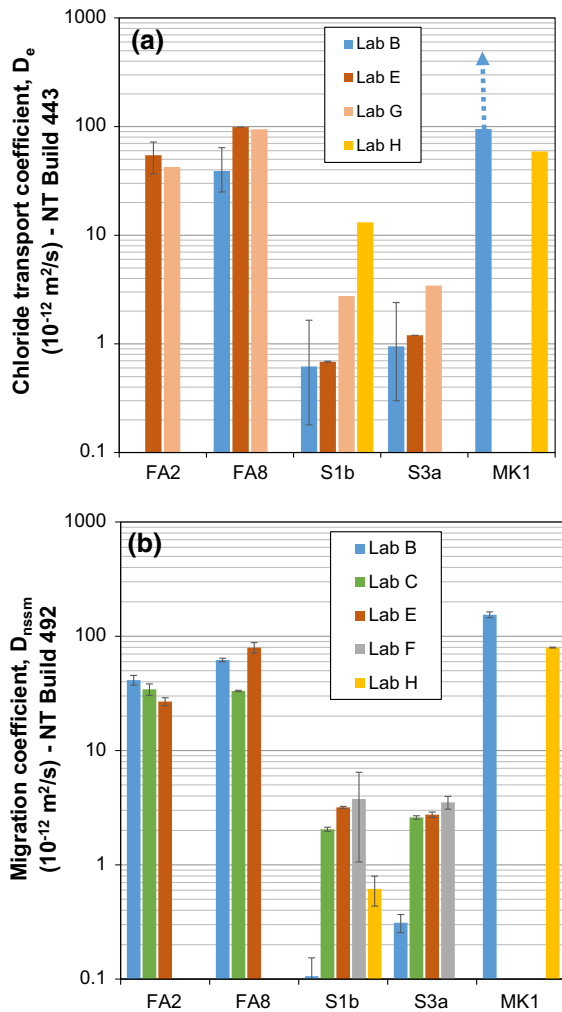 (a)
Chloride transport coefficient, De
(10-12 m2/s) - NT Build 443
1000
100
10
1
0.1
Lab B
Lab E
Lab G
Lab H
FA2 FA8 S1b S3a MK1
(b)
Migration coefficient, Dnssm
(10-12 m2/s) - NT Build 492
1000
100
10
1
0.1
Lab B
Lab C
Lab E
Lab F
Lab H
FA2 FA8 S1b S3a MK1